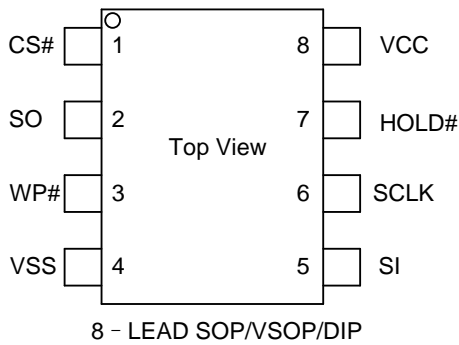 CS# 1 8 VCC
SO 2 7 HOLD#
Top View
WP# 3 6 SCLK
VSS 4 5 SI
8 – LEAD SOP/VSOP/DIP